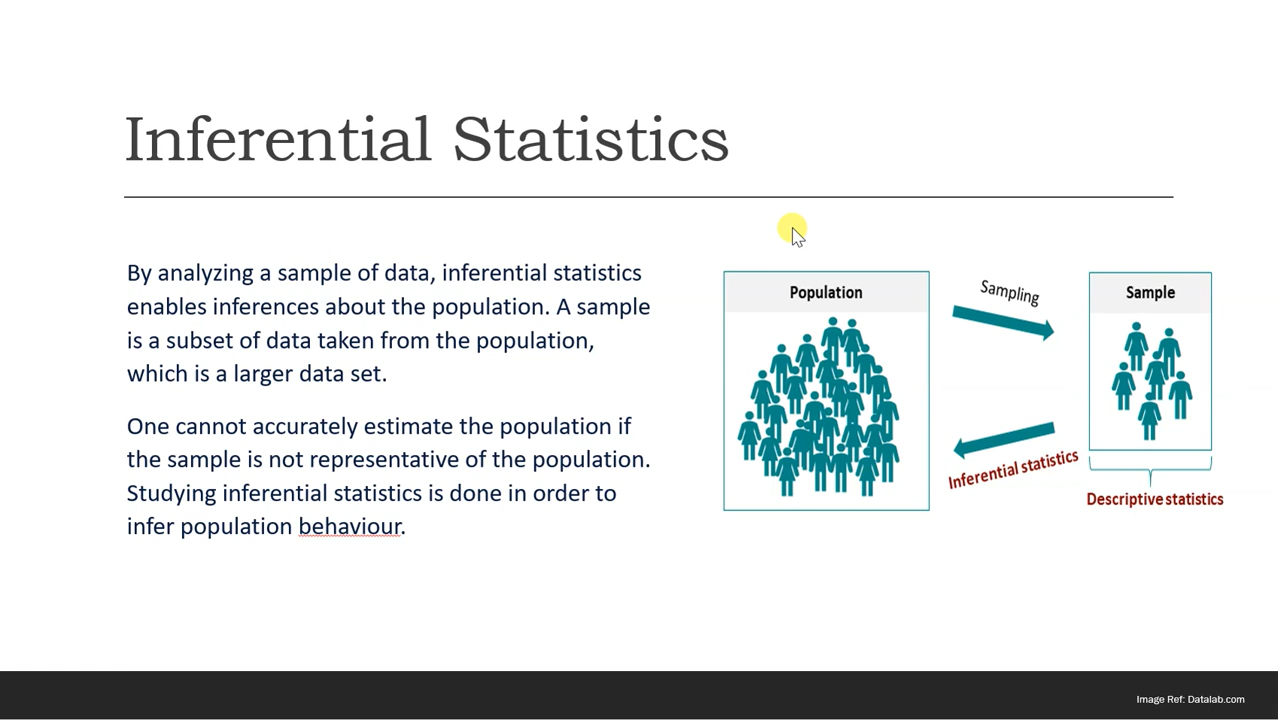 Inferential Statistics
By analyzing a sample of data, inferential statistics
enables inferences about the population. A sample
is a subset of data taken from the population,
which is a larger data set.
One cannot accurately estimate the population if
the sample is not representative of the population.
Studying inferential statistics is done in order to
infer population behaviour.
Population
Sampling
Sample
Inferential statistics
Descriptive statistics
Image Ref: Datalab.com